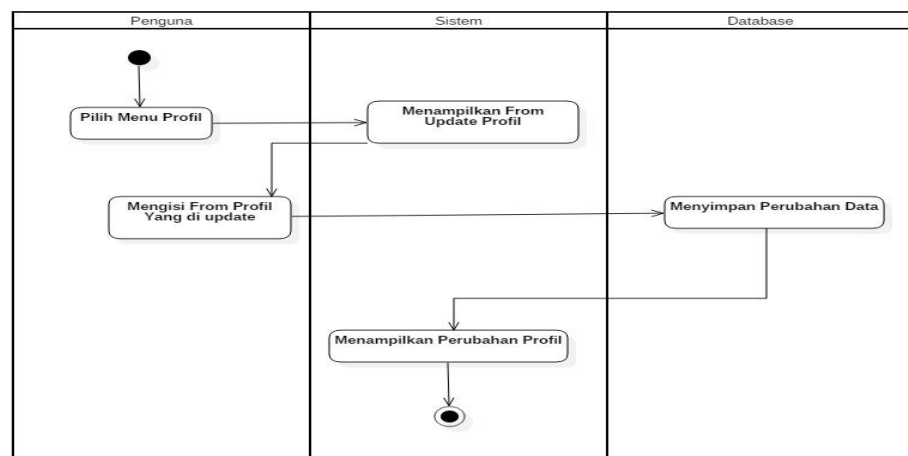 Penguna
Sistem
Database
Pilih Menu Profil
Menampilkan From
Update Profil
Mengisi From Profil
Yang di update
Menyimpan Perubahan Data
Menampilkan Perubahan Profil